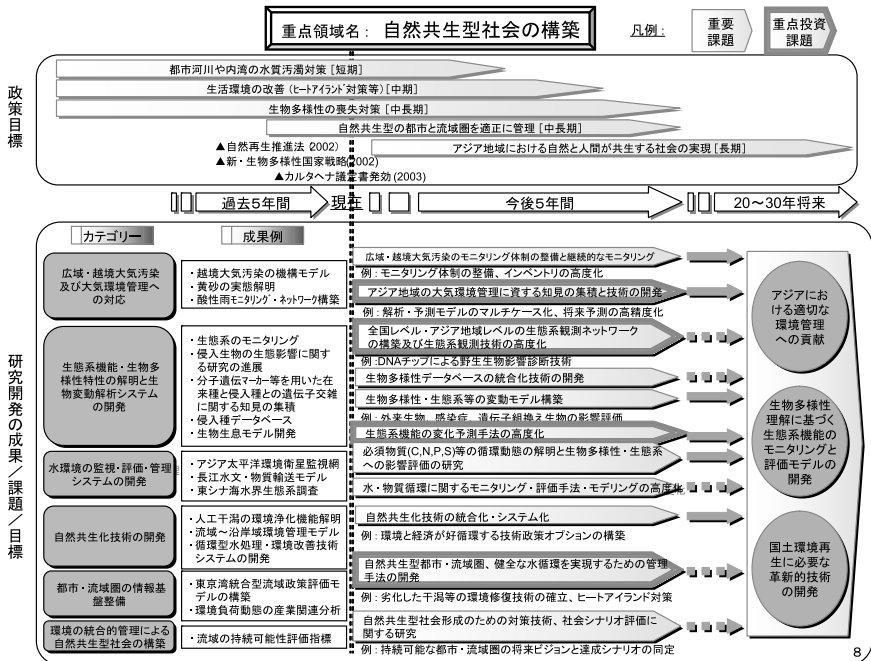 重点領域名： 自然共生型社会の構築
凡例：
重要
課題
重点投資
課題
政策目標
都市河川や内湾の水質汚濁対策［短期］
生活環境の改善（ﾋｰﾄｱｲﾗﾝﾄﾞ対策等）［中期］
生物多様性の喪失対策［中長期］
自然共生型の都市と流域圏を適正に管理［中長期］
▲自然再生推進法（2002）
アジア地域における自然と人間が共生する社会の実現［長期］
▲新・生物多様性国家戦略（2002）
▲カルタヘナ議定書発効（2003）
過去５年間
現在
今後５年間
20～30年将来
研究開発の成果／課題／目標
カテゴリー
成果例
広域・越境大気汚染
及び大気環境管理へ
の対応
・越境大気汚染の機構モデル
・黄砂の実態解明
・酸性雨ﾓﾆﾀﾘﾝｸﾞ・ネットワーク構築
広域・越境大気汚染のモニタリング体制の整備と継続的なモニタリング
例：モニタリング体制の整備、インベントリの高度化
アジア地域の大気環境管理に資する知見の集積と技術の開発
例：解析・予測モデルのマルチケース化、将来予測の高精度化
生態系機能・生物多
様性特性の解明と生
物変動解析システム
の開発
・生態系のモニタリング
・侵入生物の生態影響に関す
る研究の進展
・分子遺伝ﾏｰｶｰ等を用いた在
来種と侵入種との遺伝子交雑
に関する知見の集積
・侵入種データベース
・生物生息モデル開発
全国レベル・アジア地域レベルの生態系観測ネットワーク
の構築及び生態系観測技術の高度化
例：DNAチップによる野生生物影響診断技術
生物多様性データベースの統合化技術の開発
生物多様性・生態系等の変動モデル構築
例：外来生物、感染症、遺伝子組換え生物の影響評価
生態系機能の変化予測手法の高度化
水環境の監視・評価・管理
システムの開発
・アジア太平洋環境衛星監視網
・長江水文・物質輸送モデル
・東シナ海水界生態系調査
必須物質(C,N,P,S)等の循環動態の解明と生物多様性・生態系
への影響評価の研究
水・物質循環に関するモニタリング・評価手法・モデリングの高度化
自然共生化技術の開発
・人工干潟の環境浄化機能解明
・流域～沿岸域環境管理モデル
・循環型水処理・環境改善技術
システムの開発
自然共生化技術の統合化・システム化
例：環境と経済が好循環する技術政策オプションの構築
都市・流域圏の情報基
盤整備
・東京湾統合型流域政策評価モ
デルの構築
・環境負荷動態の産業関連分析
自然共生型都市・流域圏、健全な水循環を実現するための管理
手法の開発
例：劣化した干潟等の環境修復技術の確立、ヒートアイランド対策
環境の統合的管理による
自然共生型社会の構築
・流域の持続可能性評価指標
自然共生型社会形成のための対策技術、社会シナリオ評価に
関する研究
例：持続可能な都市・流域圏の将来ビジョンと達成シナリオの同定
アジアにお
ける適切な
環境管理
への貢献
生物多様性
理解に基づく
生態系機能の
モニタリングと
評価モデルの
開発
国土環境再
生に必要な
革新的技術
の開発
8